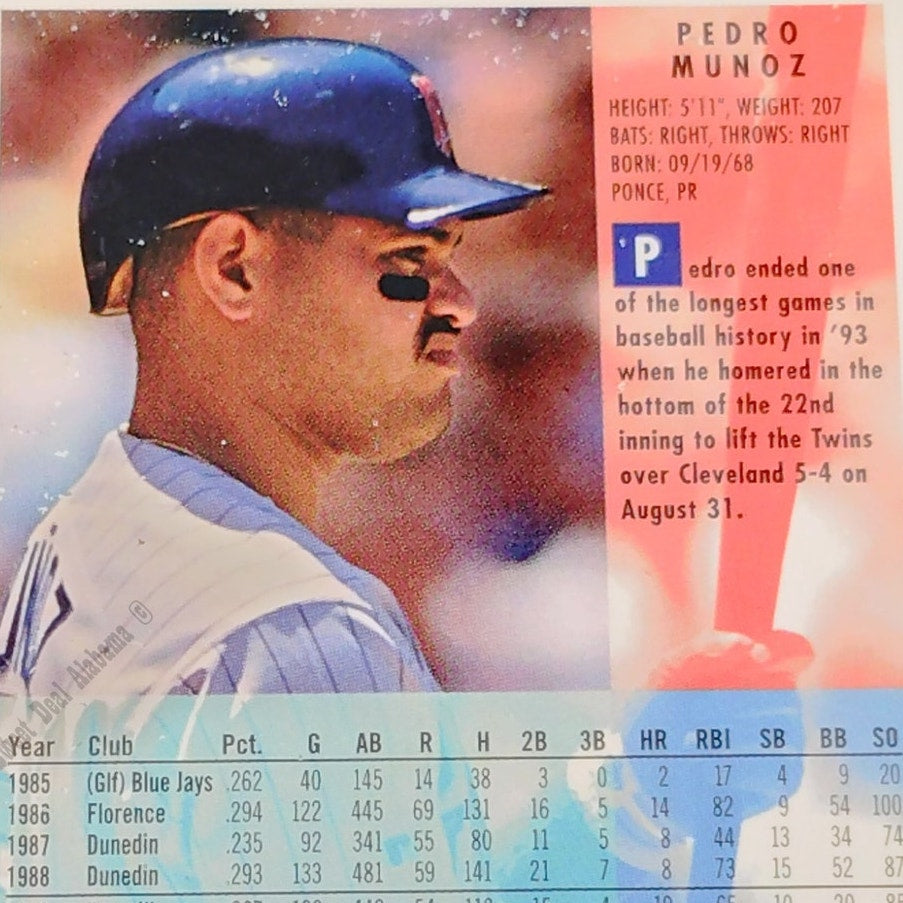 PEDRO
MUNOZ
HEIGHT: 5'11", WEIGHT: 207
BATS: RIGHT, THROWS: RIGHT
BORN: 09/19/68
PONCE, PR
Pedro ended one
of the longest games in
baseball history in '93
when he homered in the
bottom of the 22nd
inning to lift the Twins
over Cleveland 5-4 on
August 31.
Deal Alabama ©
Year Club Pct. G AB R H 2B 3B HR RBI SB BB SO
1985 (Glf) Blue Jays .262 40 145 14 38 3 0 2 17 4 9 20
1986 Florence .294 122 445 69 131 16 5 14 82 9 54 100
1987 Dunedin .235 92 341 55 80 11 5 8 44 13 34 74
1988 Dunedin .293 133 481 59 141 21 7 8 73 15 52 87